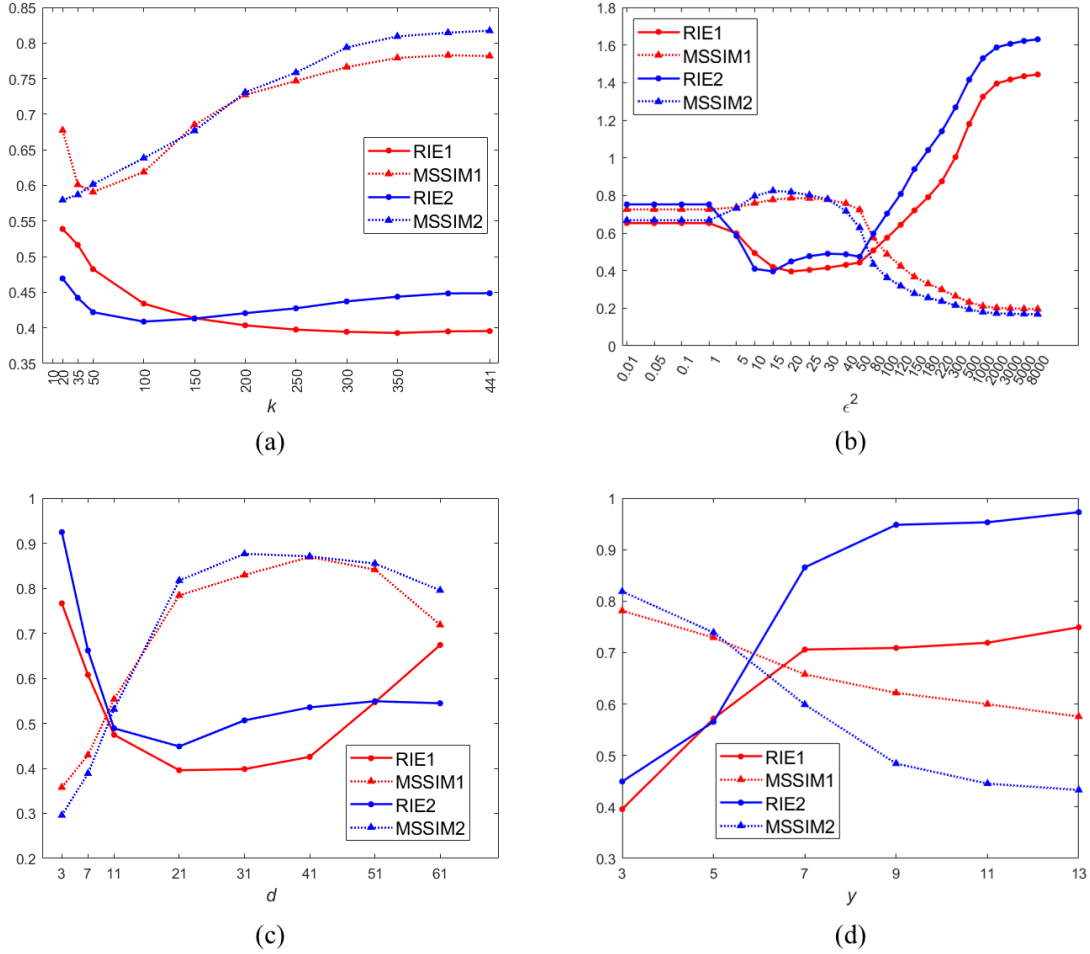 0.85
0.8
0.75
0.7
0.65
0.6
0.55
0.5
0.45
0.4
0.35
RIE1
MSSIM1
RIE2
MSSIM2
10 20 35 50 100 150 200 250 300 350 441
k
(a)
1.8
1.6
1.4
1.2
1
0.8
0.6
0.4
0.2
0
RIE1
MSSIM1
RIE2
MSSIM2
0.01 0.05 0.1 1 5 10 15 20 25 30 40 50 80 100 120 150 180 220 300 500 1000 2000 3000 5000 8000
ϵ²
(b)
1
0.9
0.8
0.7
0.6
0.5
0.4
0.3
0.2
RIE1
MSSIM1
RIE2
MSSIM2
3 7 11 21 31 41 51 61
d
(c)
1
0.9
0.8
0.7
0.6
0.5
0.4
0.3
RIE1
MSSIM1
RIE2
MSSIM2
3 5 7 9 11 13
y
(d)